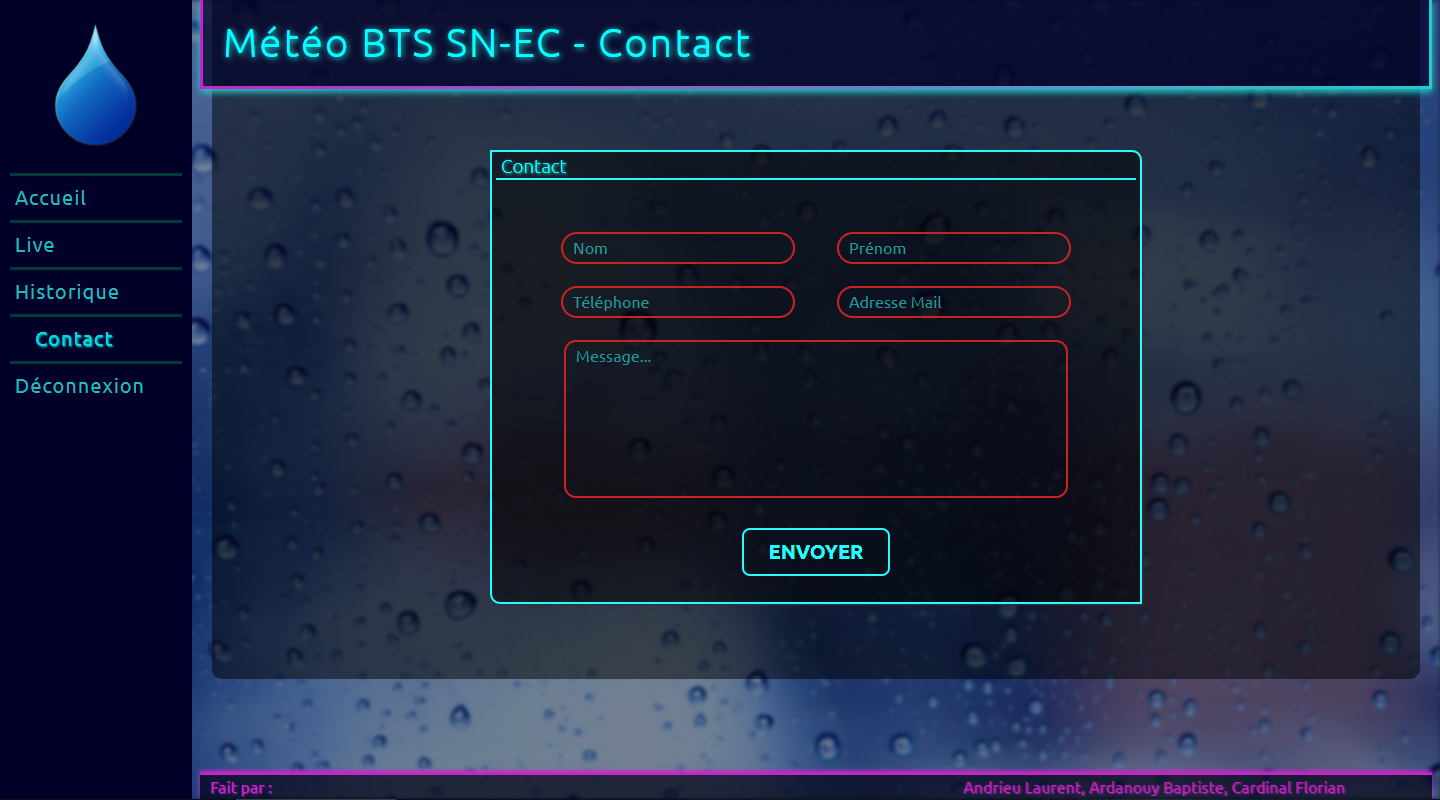 Météo BTS SN-EC - Contact
Accueil
Live
Historique
Contact
Déconnexion
Contact
Nom
Prénom
Téléphone
Adresse Mail
Message...
ENVOYER
Fait par :
Andrieu Laurent, Ardanouy Baptiste, Cardinal Florian